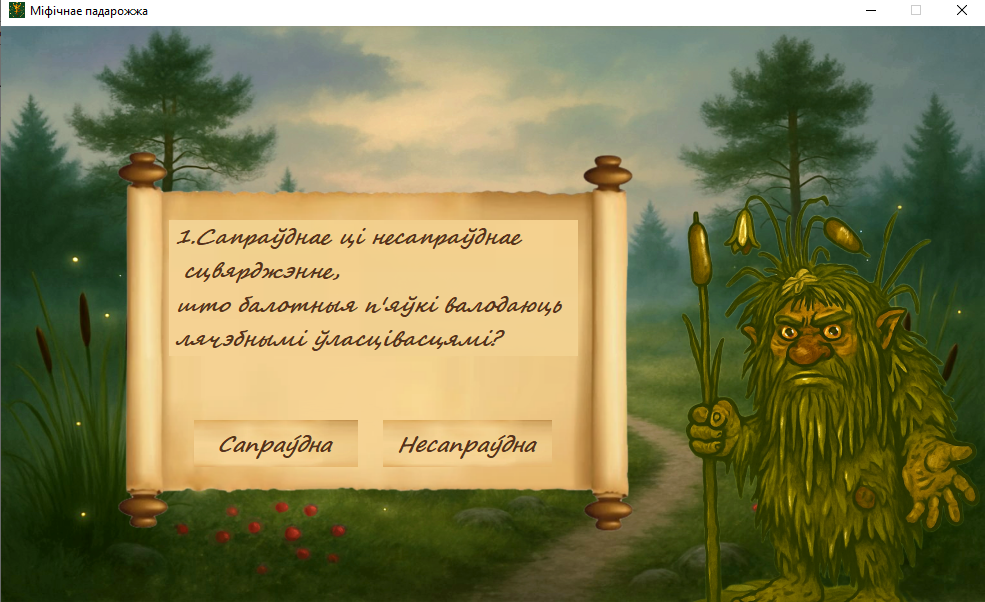 Міфічнае падарожжа
1.Сапраўднае ці несапраўднае
сцвярджэнне,
што балотныя п'яўкі валодаюць
лячэбнымі ўласцівасцямі?
Сапраўдна
Несапраўдна